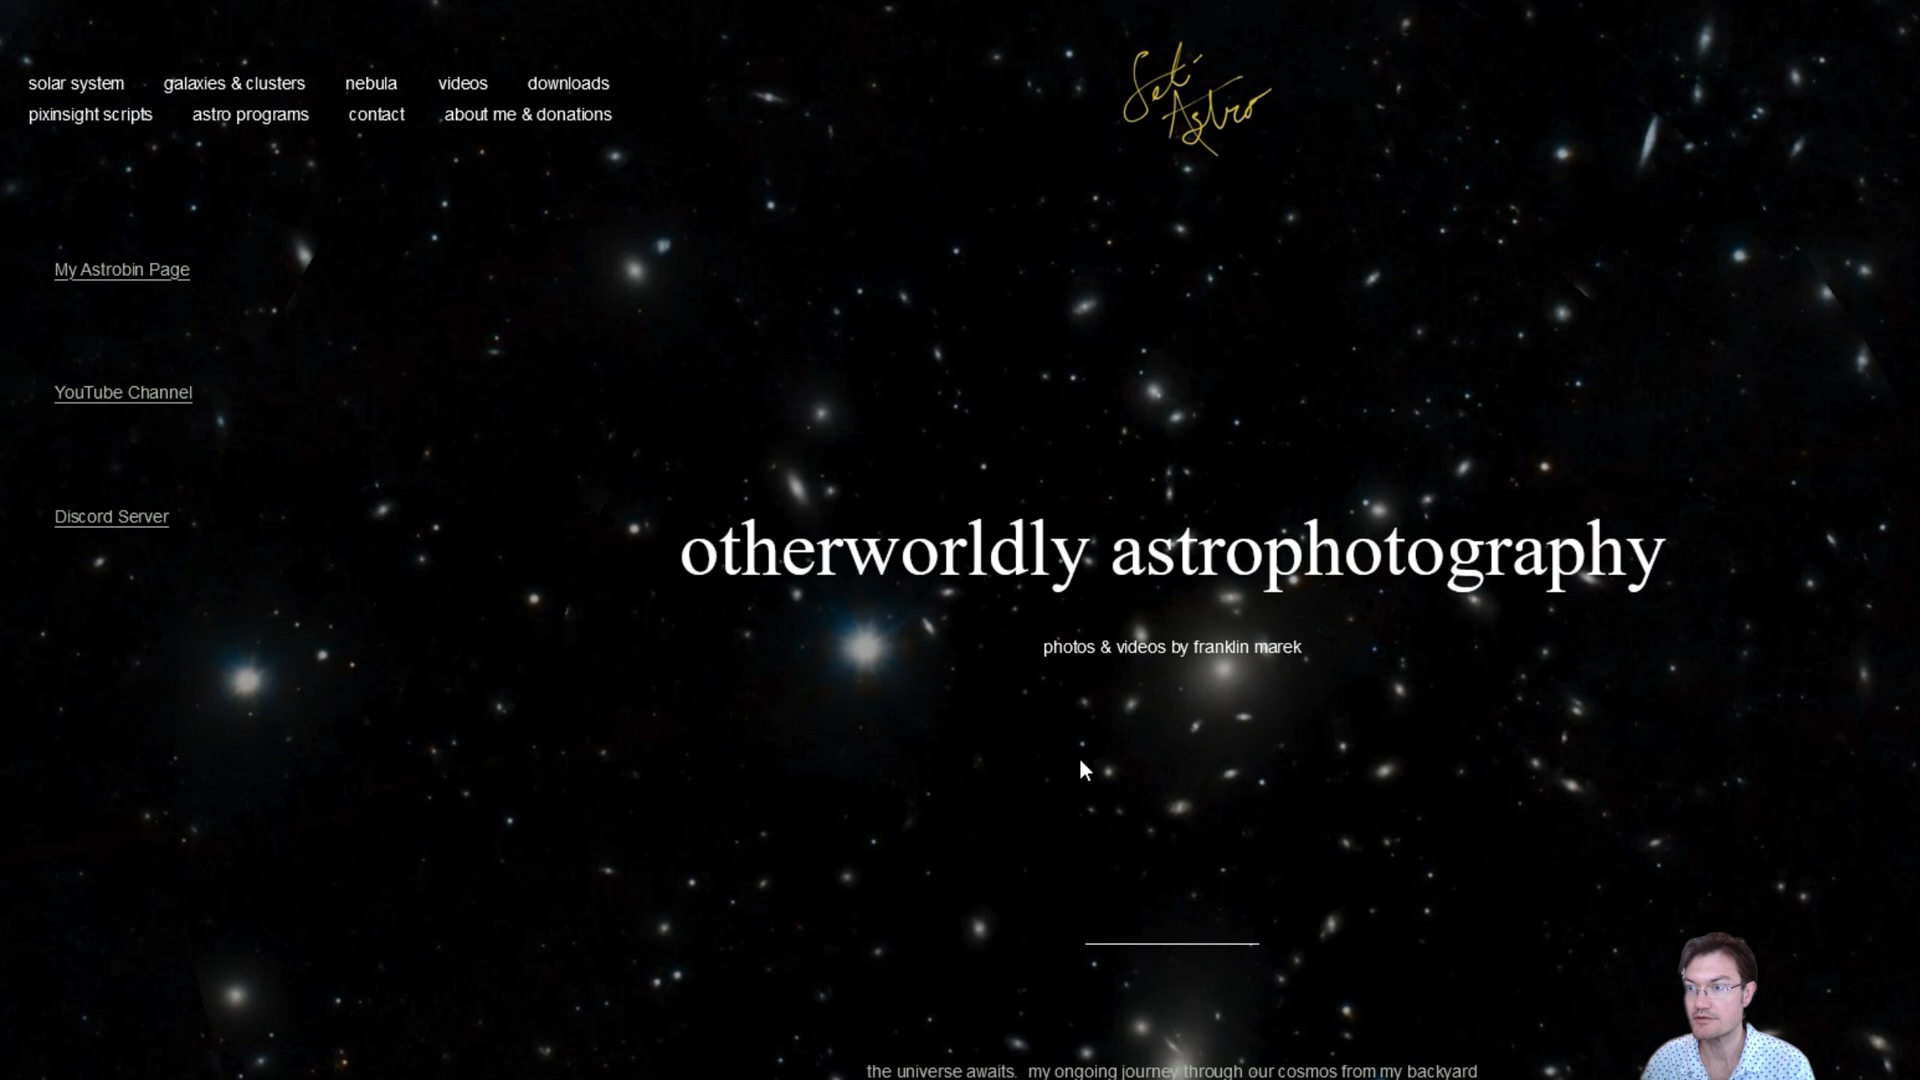 solar system galaxies & clusters nebula videos downloads
pixinsight scripts astro programs contact about me & donations
Seti
Astro
My Astrobin Page
YouTube Channel
Discord Server
otherworldly astrophotography
photos & videos by franklin marek
the universe awaits. my ongoing journey through our cosmos from my backyard